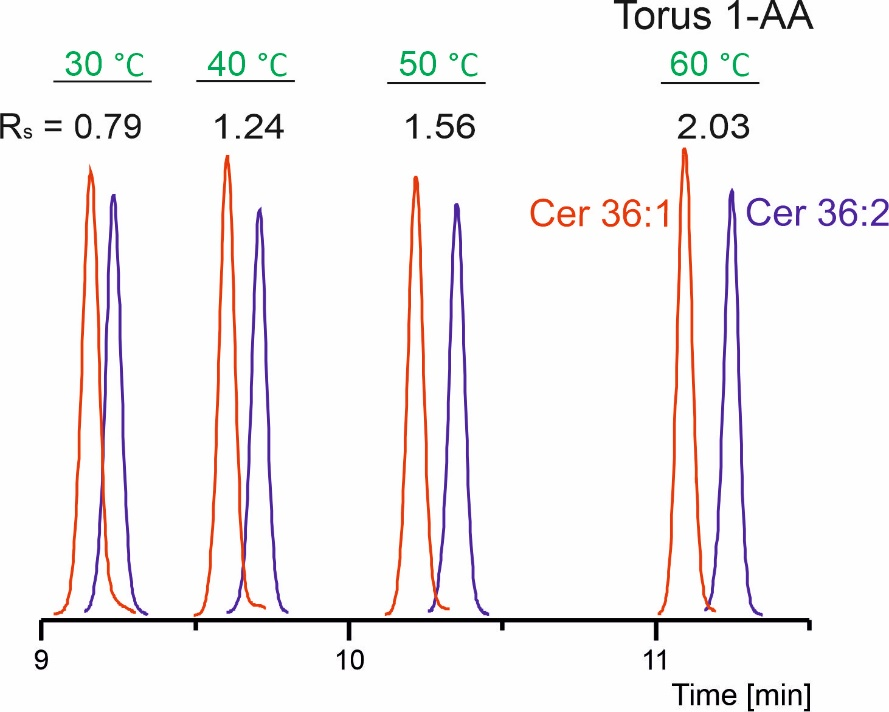 Torus 1-AA
30 °C 40 °C 50 °C 60 °C
Rs = 0.79 1.24 1.56 2.03
Cer 36:1 Cer 36:2
9 10 11
Time [min]